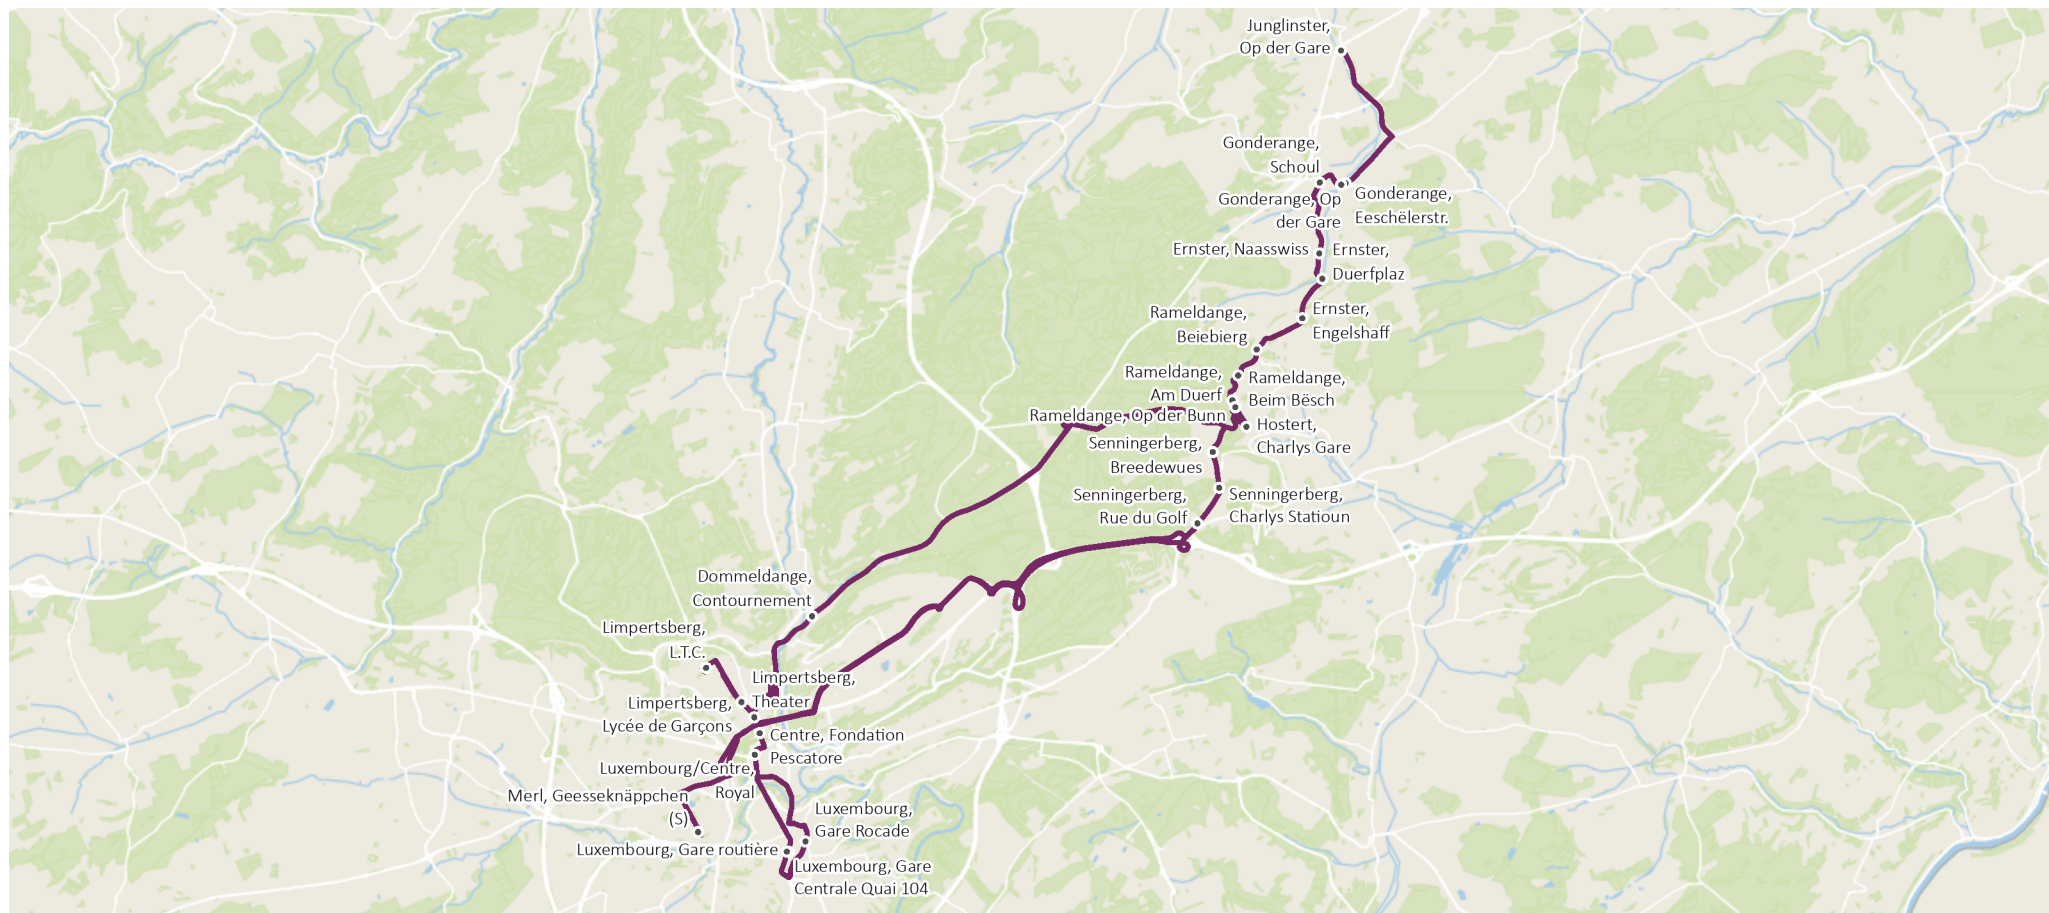 Junglinster,
Op der Gare
Gonderange,
Schoul
Gonderange,
Eeschëlerstr.
Gonderange, Op
der Gare
Ernster, Naasswiss
Ernster,
Duerfplaz
Ernster,
Engelshaff
Rameldange,
Beiebierg
Rameldange,
Am Duerf
Rameldange,
Beim Bësch
Rameldange, Op der Bunn
Hostert,
Charlys Gare
Senningerberg,
Breedewues
Senningerberg,
Rue du Golf
Senningerberg,
Charlys Statioun
Dommeldange,
Contournement
Limpertsberg,
L.T.C.
Limpertsberg,
Theater
Limpertsberg,
Lycée de Garçons
Centre, Fondation
Pescatore
Luxembourg/Centre,
Royal
Merl, Geesseknäppchen
(S)
Luxembourg,
Gare Rocade
Luxembourg, Gare routière
Luxembourg, Gare
Centrale Quai 104